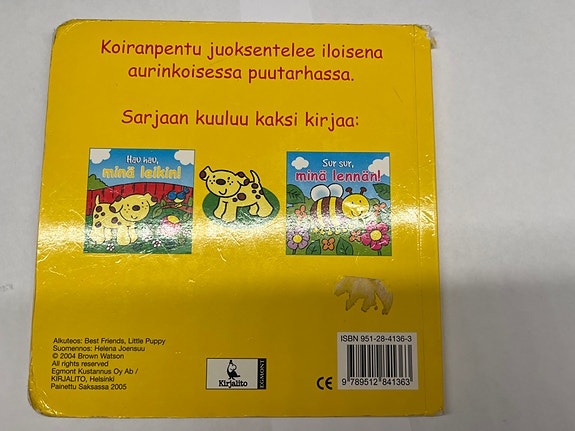 Koiranpentu juoksentelee iloisena
aurinkoisessa puutarhassa.
Sarjaan kuuluu kaksi kirjaa:
Hau hau,
minä leikin!
Sur sur,
minä lennän!
Alkuteos: Best Friends, Little Puppy
Suomennos: Helena Joensuu
© 2004 Brown Watson
All rights reserved
Egmont Kustannus Oy Ab /
KIRJALITO, Helsinki
Painettu Saksassa 2005
Kirjalito
EGMONT
CE
ISBN 951-28-4136-3
9 789512 841363